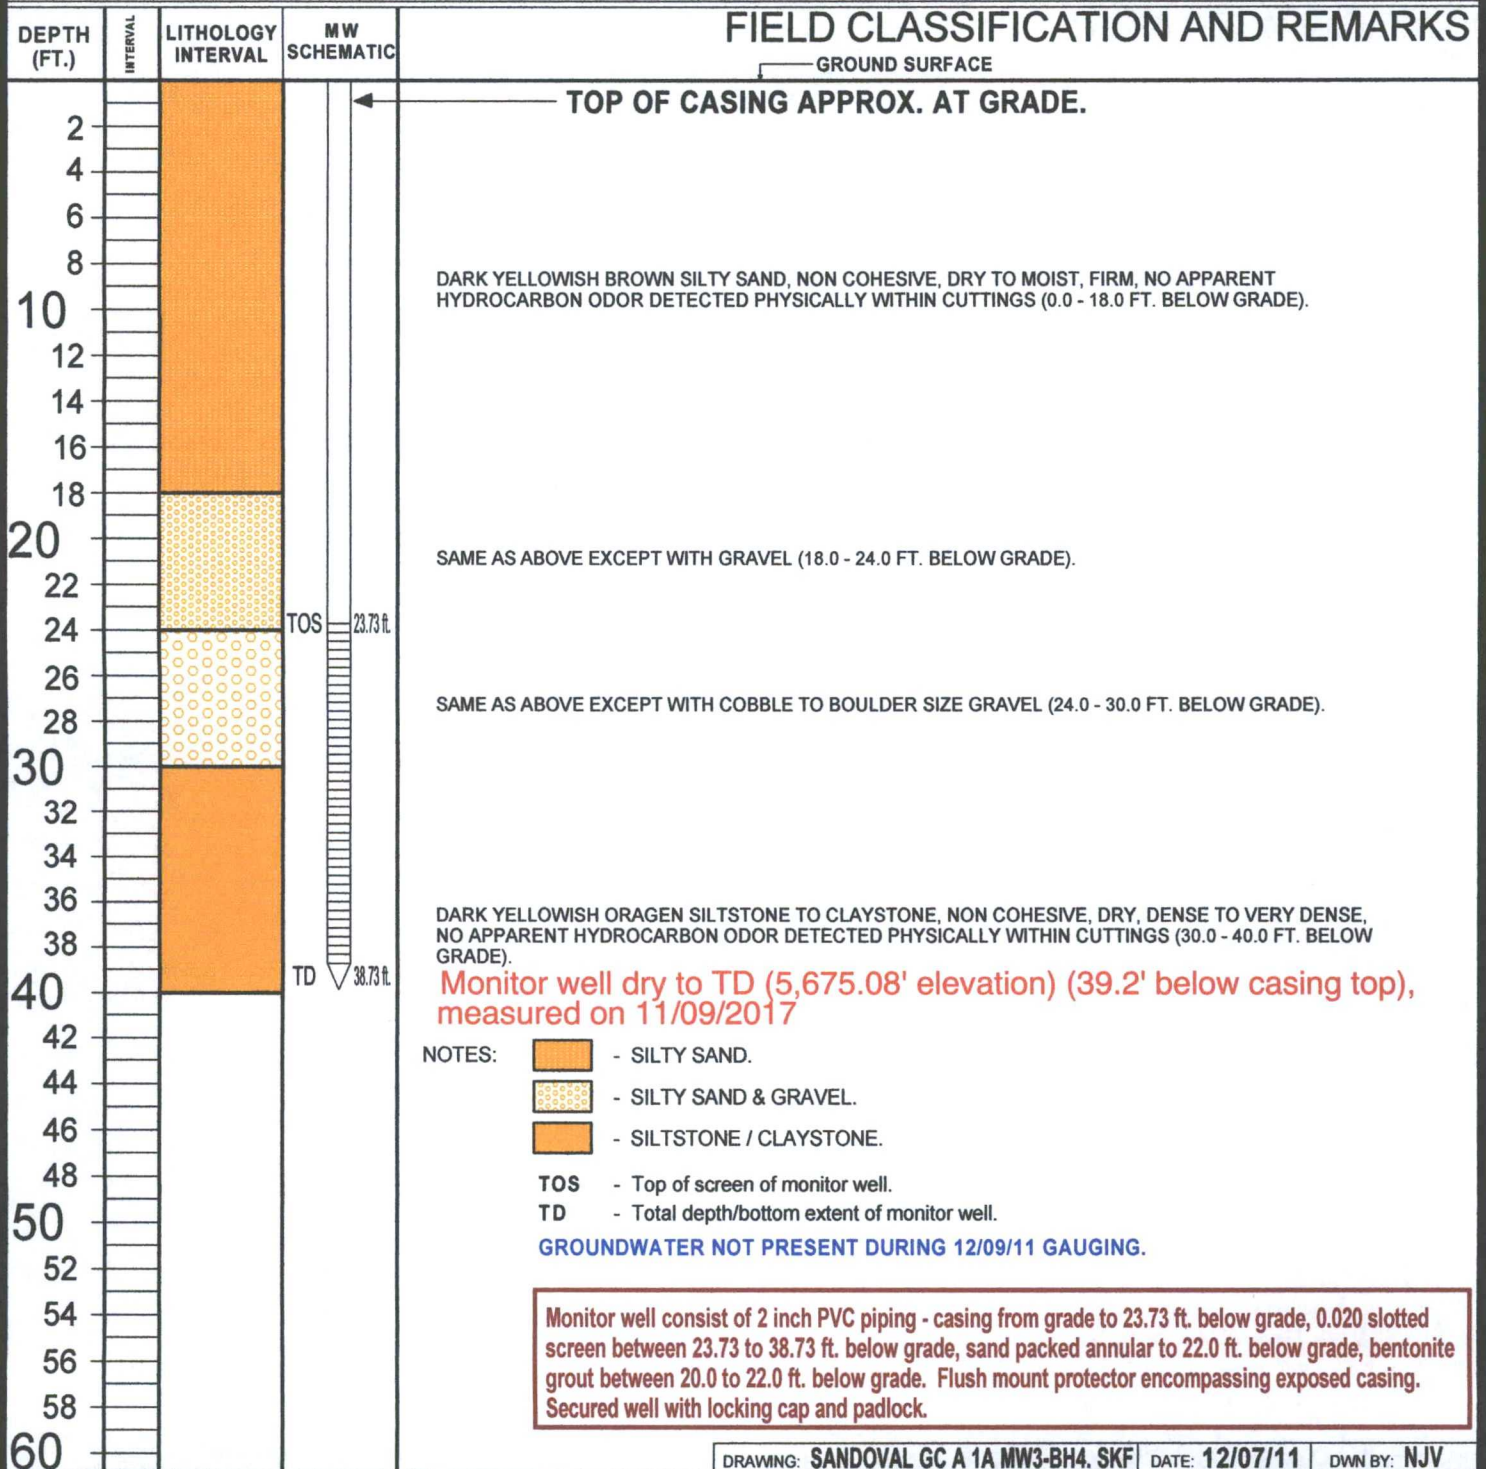 DEPTH (FT.)
INTERVAL
LITHOLOGY INTERVAL
MW SCHEMATIC
FIELD CLASSIFICATION AND REMARKS
GROUND SURFACE
TOP OF CASING APPROX. AT GRADE.
2
4
6
8
DARK YELLOWISH BROWN SILTY SAND, NON COHESIVE, DRY TO MOIST, FIRM, NO APPARENT
HYDROCARBON ODOR DETECTED PHYSICALLY WITHIN CUTTINGS (0.0 - 18.0 FT. BELOW GRADE).
10
12
14
16
18
20
SAME AS ABOVE EXCEPT WITH GRAVEL (18.0 - 24.0 FT. BELOW GRADE).
22
TOS 23.73 ft.
24
26
SAME AS ABOVE EXCEPT WITH COBBLE TO BOULDER SIZE GRAVEL (24.0 - 30.0 FT. BELOW GRADE).
28
30
32
34
36
DARK YELLOWISH ORAGEN SILTSTONE TO CLAYSTONE, NON COHESIVE, DRY, DENSE TO VERY DENSE,
NO APPARENT HYDROCARBON ODOR DETECTED PHYSICALLY WITHIN CUTTINGS (30.0 - 40.0 FT. BELOW
GRADE).
38
TD 38.73 ft.
40
Monitor well dry to TD (5,675.08' elevation) (39.2' below casing top),
measured on 11/09/2017
42
NOTES:
- SILTY SAND.
44
- SILTY SAND & GRAVEL.
46
- SILTSTONE / CLAYSTONE.
48
TOS - Top of screen of monitor well.
50
TD - Total depth/bottom extent of monitor well.
GROUNDWATER NOT PRESENT DURING 12/09/11 GAUGING.
52
54
Monitor well consist of 2 inch PVC piping - casing from grade to 23.73 ft. below grade, 0.020 slotted
screen between 23.73 to 38.73 ft. below grade, sand packed annular to 22.0 ft. below grade, bentonite
56
grout between 20.0 to 22.0 ft. below grade. Flush mount protector encompassing exposed casing.
Secured well with locking cap and padlock.
58
60
DRAWING: SANDOVAL GC A 1A MW3-BH4. SKF DATE: 12/07/11 DWN BY: NJV